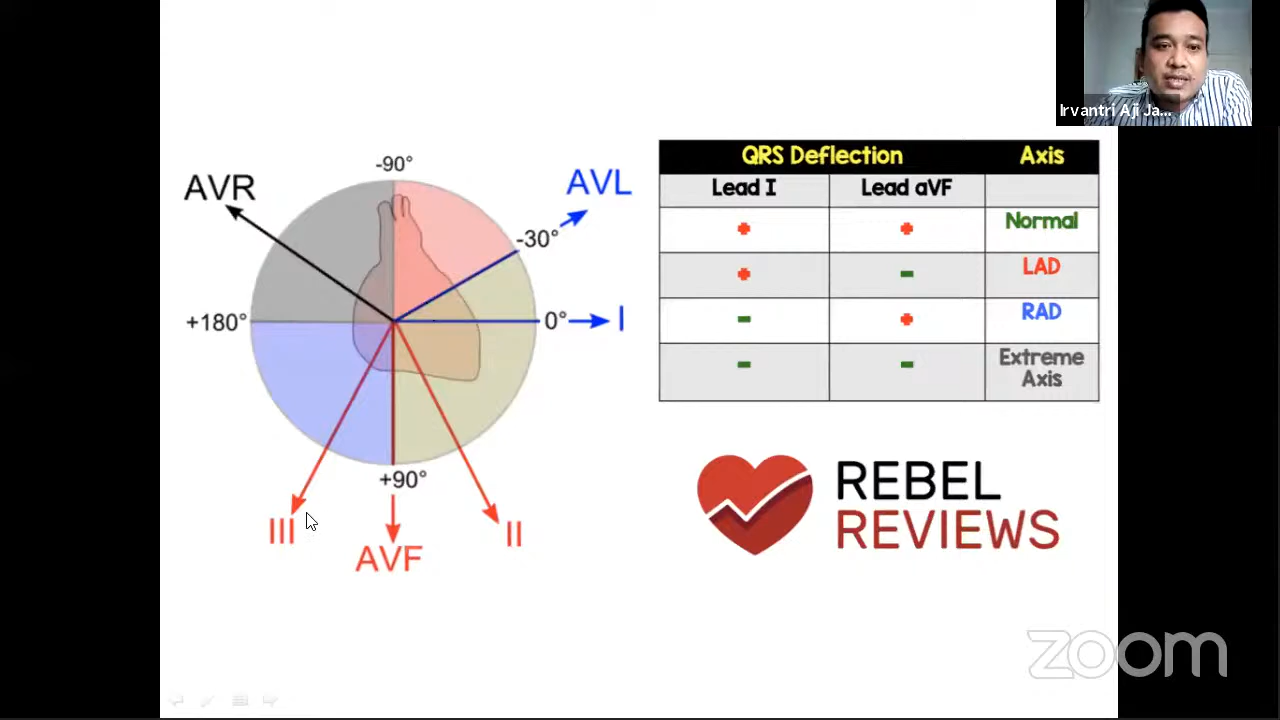 Irvantri Aji Ja...
-90°
AVR
AVL
-30°
+180°
0°
I
+90°
III
AVF
II
QRS Deflection Axis
Lead I Lead aVF
+ + Normal
+ - LAD
- + RAD
- - Extreme
Axis
REBEL
REVIEWS
zoom